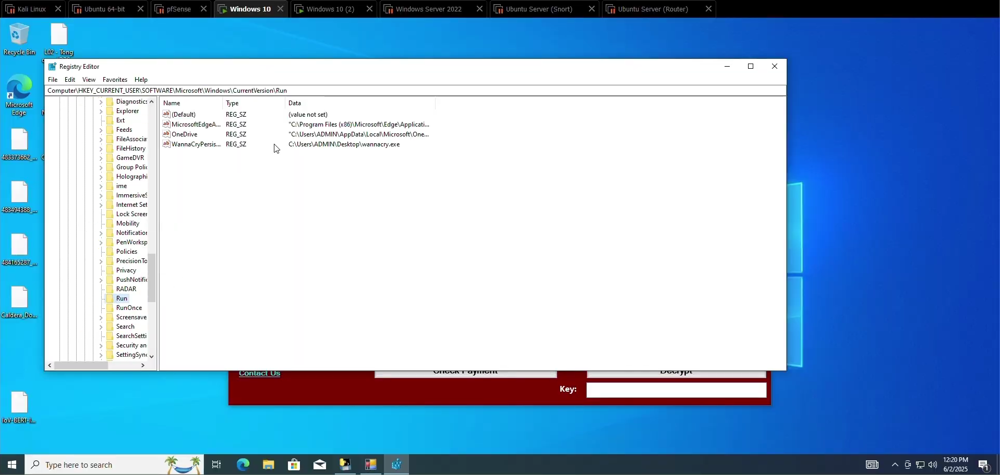 Kali Linux
Ubuntu 64-bit
pfSense
Windows 10
Windows 10 (2)
Windows Server 2022
Ubuntu Server (Snort)
Ubuntu Server (Router)
Recycle Bin
L02 - Tong
Microsoft
Edge
483373662_...
483494388_...
484165287_...
Caldera_Do...
IoV-BERT-I...
Registry Editor
File Edit View Favorites Help
Computer\HKEY_CURRENT_USER\SOFTWARE\Microsoft\Windows\CurrentVersion\Run
Diagnostics
Explorer
Ext
Feeds
FileAssocia
FileHistory
GameDVR
Group Polic
Holographi
ime
ImmersiveS
Internet Set
Lock Screen
Mobility
Notification
PenWorksp
Policies
PrecisionTo
Privacy
PushNotific
RADAR
Run
RunOnce
Screensave
Search
SearchSetti
Security an
SettingSync
Name Type Data
(Default) REG_SZ (value not set)
MicrosoftEdgeA... REG_SZ "C:\Program Files (x86)\Microsoft\Edge\Applicati...
OneDrive REG_SZ "C:\Users\ADMIN\AppData\Local\Microsoft\One...
WannaCryPersis... REG_SZ C:\Users\ADMIN\Desktop\wannacry.exe
Contact Us
Check Payment
Decrypt
Key:
Type here to search
12:20 PM
6/2/2025
1